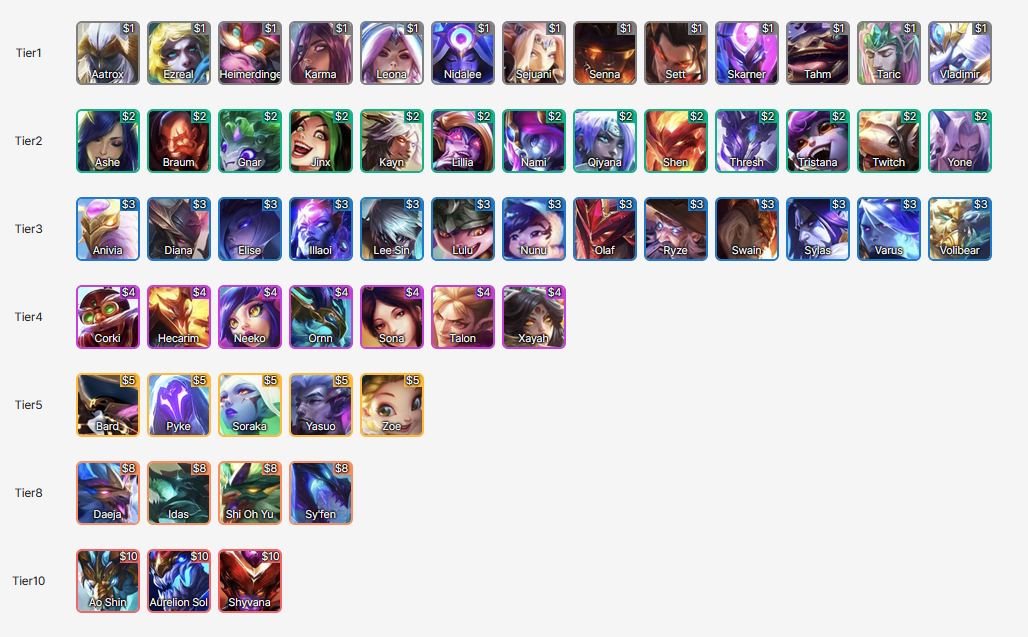 Tier1
$1 $1 $1 $1 $1 $1 $1 $1 $1 $1 $1 $1 $1
Aatrox Ezreal Heimerdinge Karma Leona Nidalee Sejuani Senna Sett Skarner Tahm Taric Vladimir
Tier2
$2 $2 $2 $2 $2 $2 $2 $2 $2 $2 $2 $2 $2
Ashe Braum Gnar Jinx Kayn Lillia Nami Qiyana Shen Thresh Tristana Twitch Yone
Tier3
$3 $3 $3 $3 $3 $3 $3 $3 $3 $3 $3 $3 $3
Anivia Diana Elise Illaoi Lee Sin Lulu Nunu Olaf Ryze Swain Sylas Varus Volibear
Tier4
$4 $4 $4 $4 $4 $4 $4
Corki Hecarim Neeko Ornn Sona Talon Xayah
Tier5
$5 $5 $5 $5 $5
Bard Pyke Soraka Yasuo Zoe
Tier8
$8 $8 $8 $8
Daeja Idas Shi Oh Yu Sy'fen
Tier10
$10 $10 $10
Ao Shin Aurelion Sol Shyvana